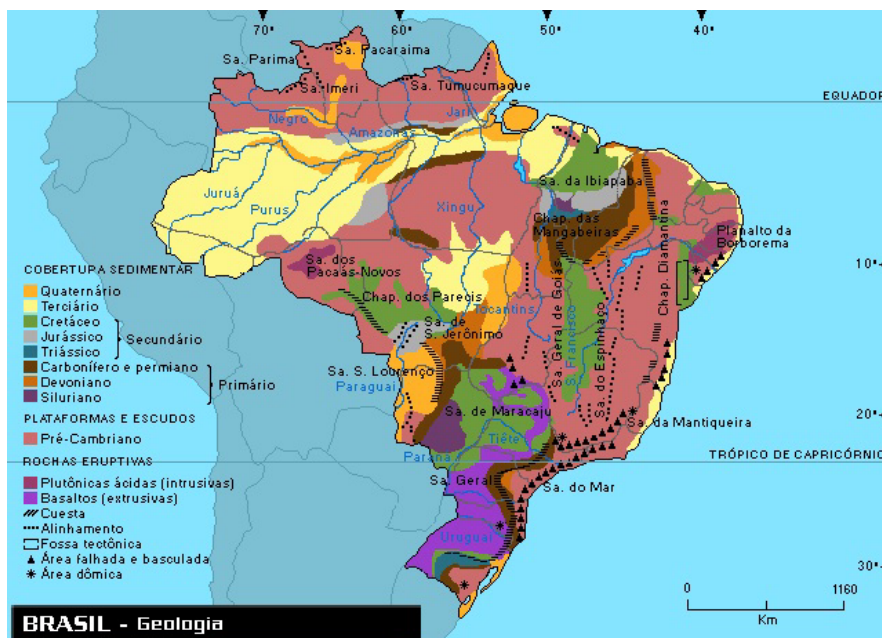 70°
60°
50°
40°
Sa. Pacaraima
Sa. Parima
Sa. Imeri
Sa. Tumucumaque
EQUADOR
Negro
Jari
Amazonas
Juruá
Purus
Xingu
Sa. da Ibiapaba
Chap. das
Mangabeiras
Chap. Diamantina
Planalto da
Borborema
Sa. dos
Pacaás-Novos
10°
Chap. dos Parecis
Tocantins
Sa. de
S. Jerônimo
Sa. Geral de Goiás
S. Francisco
Sa. do Espinhaço
Sa. S. Lourenço
Paraguai
Sa. de Maracaju
20°
Sa. da Mantiqueira
Tiête
Paraná
TRÓPICO DE CAPRICÓRNIO
Sa. Geral
Sa. do Mar
Uruguai
30°
COBERTURA SEDIMENTAR
Quaternário
Terciário
Cretáceo
Jurássico
Secundário
Triássico
Carbonífero e permiano
Devoniano
Primário
Siluriano
PLATAFORMAS E ESCUDOS
Pré-Cambriano
ROCHAS ERUPTIVAS
Plutônicas ácidas (intrusivas)
Basaltos (extrusivas)
Cuesta
Alinhamento
Fossa tectônica
Área falhada e basculada
Área dômica
0 1160
Km
BRASIL - Geologia